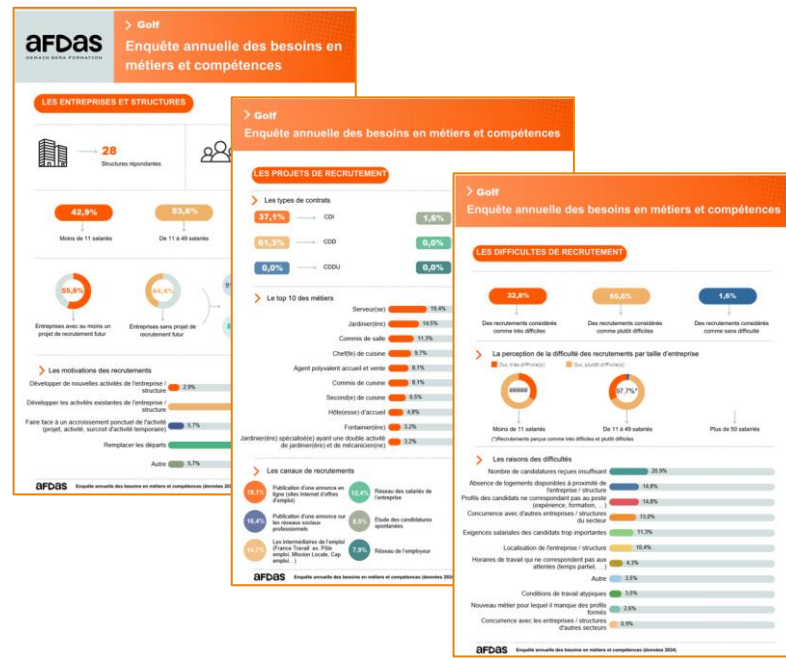 AFDAS
DEMAIN SERA FORMATION
Golf
Enquête annuelle des besoins en
métiers et compétences
LES ENTREPRISES ET STRUCTURES
28
Structures répondantes
42,9%
53,6%
Moins de 11 salariés
De 11 à 49 salariés
55,6%
44,4%
Entreprises avec au moins un
projet de recrutement futur
Entreprises sans projet de
recrutement futur
Les motivations des recrutements
Développer de nouvelles activités de l'entreprise /
structure
2,9%
Développer les activités existantes de l'entreprise /
structure
Faire face à un accroissement ponctuel de l'activité
(projet, activité, surcroit d'activité temporaire)
5,7%
Remplacer les départs
Autre
5,7%
AFDAS
Enquête annuelle des besoins en métiers et compétences (données
Golf
Enquête annuelle des besoins en métiers et compétences
LES PROJETS DE RECRUTEMENT
Les types de contrats
37,1%
CDI
1,6%
61,3%
CDD
0,0%
0,0%
CDDU
0,0%
Le top 10 des métiers
Serveur(se)
19,4%
Jardinier(ère)
14,5%
Commis de salle
11,3%
Chef(fe) de cuisine
9,7%
Agent polyvalent accueil et vente
8,1%
Commis de cuisine
8,1%
Second(e) de cuisine
6,5%
Hôte(esse) d'accueil
4,8%
Fontainier(ère)
3,2%
Jardinier(ère) spécialisé(e) ayant une double activité
de jardinier(ère) et de mécanicien(ne)
3,2%
Les canaux de recrutements
Publication d'une annonce en
ligne (sites Internet d'offres
d'emploi)
12,4%
Réseau des salariés de
l'entreprise
16,4%
Publication d'une annonce sur
les réseaux sociaux
professionnels
Etude des candidatures
spontanées
14,7%
Les Intermédiaires de l'emploi
(France Travail ex. Pôle
emploi, Mission Locale, Cap
emploi...)
7,9%
Réseau de l'employeur
AFDAS
Enquête annuelle des besoins en métiers et compétences (données 2024
Golf
Enquête annuelle des besoins en métiers et compétences
LES DIFFICULTES DE RECRUTEMENT
32,8%
65,6%
1,6%
Des recrutements considérés
comme très difficiles
Des recrutements considérés
comme plutôt difficiles
Des recrutements considérés
comme sans difficulté
La perception de la difficulté des recrutements par taille d'entreprise
Oui, très difficile(s)
Oui, plutôt difficile(s)
#####
97,7%*
Moins de 11 salariés
De 11 à 49 salariés
Plus de 50 salariés
(*)Recrutements perçus comme très difficiles et plutôt difficiles
Les raisons des difficultés
Nombre de candidatures reçues insuffisant
20,9%
Absence de logements disponibles à proximité de
l'entreprise / structure
14,8%
Profils des candidats ne correspondant pas au poste
(expérience, formation, ...)
14,8%
Concurrence avec d'autres entreprises / structures
du secteur
13,0%
Exigences salariales des candidats trop importantes
11,3%
Localisation de l'entreprise / structure
10,4%
Horaires de travail qui ne correspondent pas aux
attentes (temps partiel, ...)
4,3%
Autre
3,5%
Conditions de travail atypiques
3,5%
Nouveau métier pour lequel il manque des profils
formés
2,6%
Concurrence avec les entreprises / structures
d'autres secteurs
0,9%
AFDAS
Enquête annuelle des besoins en métiers et compétences (données 2024)